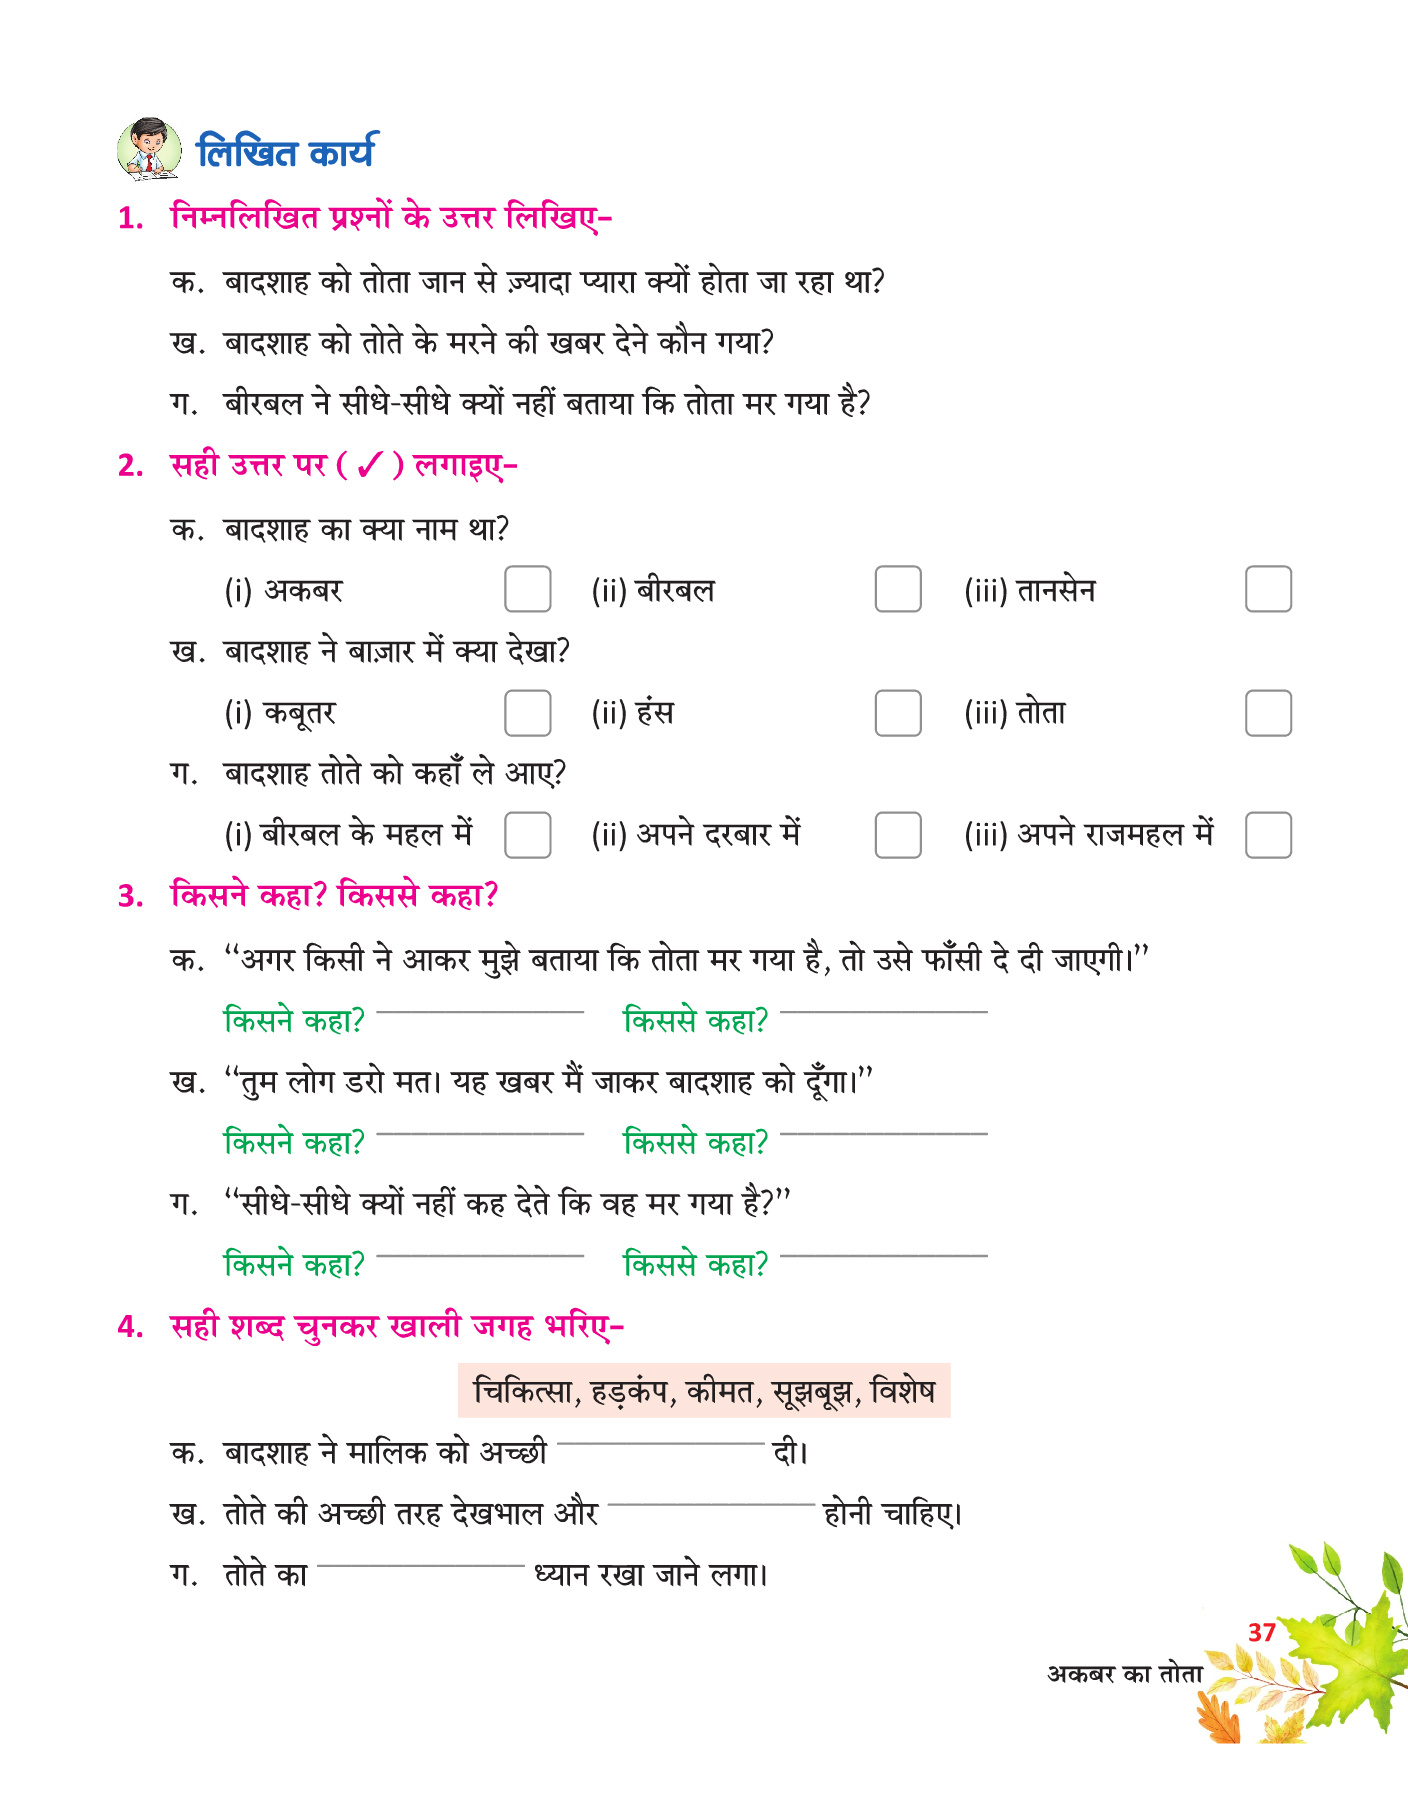 लिखित कार्य
1. निम्नलिखित प्रश्नों के उत्तर लिखिए–
क. बादशाह को तोता जान से ज़्यादा प्यारा क्यों होता जा रहा था?
ख. बादशाह को तोते के मरने की खबर देने कौन गया?
ग. बीरबल ने सीधे-सीधे क्यों नहीं बताया कि तोता मर गया है?
2. सही उत्तर पर (✓) लगाइए–
क. बादशाह का क्या नाम था?
(i) अकबर (ii) बीरबल (iii) तानसेन
ख. बादशाह ने बाज़ार में क्या देखा?
(i) कबूतर (ii) हंस (iii) तोता
ग. बादशाह तोते को कहाँ ले आए?
(i) बीरबल के महल में (ii) अपने दरबार में (iii) अपने राजमहल में
3. किसने कहा? किससे कहा?
क. “अगर किसी ने आकर मुझे बताया कि तोता मर गया है, तो उसे फाँसी दे दी जाएगी।”
किसने कहा? ____________ किससे कहा? ____________
ख. “तुम लोग डरो मत। यह खबर मैं जाकर बादशाह को दूँगा।”
किसने कहा? ____________ किससे कहा? ____________
ग. “सीधे-सीधे क्यों नहीं कह देते कि वह मर गया है?”
किसने कहा? ____________ किससे कहा? ____________
4. सही शब्द चुनकर खाली जगह भरिए–
चिकित्सा, हड़कंप, कीमत, सूझबूझ, विशेष
क. बादशाह ने मालिक को अच्छी ____________ दी।
ख. तोते की अच्छी तरह देखभाल और ____________ होनी चाहिए।
ग. तोते का ____________ ध्यान रखा जाने लगा।
37
अकबर का तोता